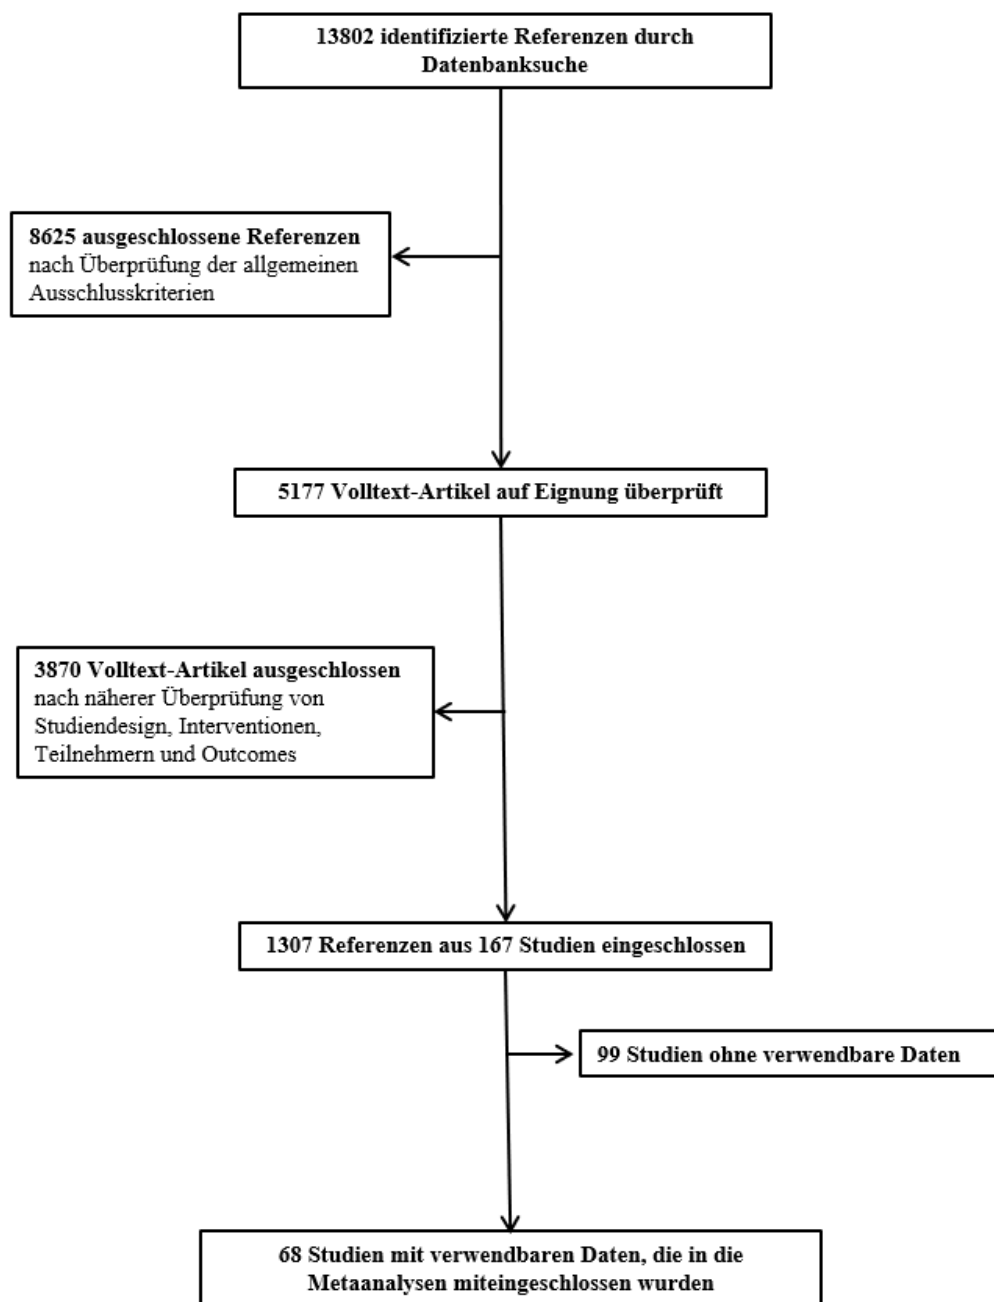 13802 identifizierte Referenzen durch
Datenbanksuche
8625 ausgeschlossene Referenzen
nach Überprüfung der allgemeinen
Ausschlusskriterien
5177 Volltext-Artikel auf Eignung überprüft
3870 Volltext-Artikel ausgeschlossen
nach näherer Überprüfung von
Studiendesign, Interventionen,
Teilnehmern und Outcomes
1307 Referenzen aus 167 Studien eingeschlossen
99 Studien ohne verwendbare Daten
68 Studien mit verwendbaren Daten, die in die
Metaanalysen miteingeschlossen wurden